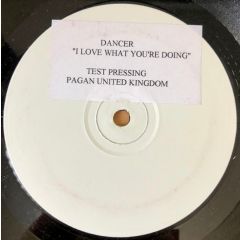 DANCER
"I LOVE WHAT YOU'RE DOING"
TEST PRESSING
PAGAN UNITED KINGDOM